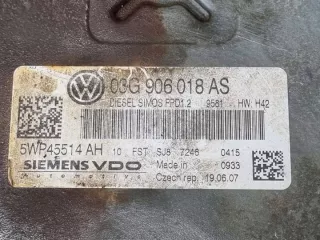 03G 906 018 AS
DIESEL SIMOS PPD1.2 9581 HW H42
5WP45514 AH 10 FST SJ8 7246 0415
SIEMENS VDO Made in 0933
Automotive Czech rep. 19.06.07